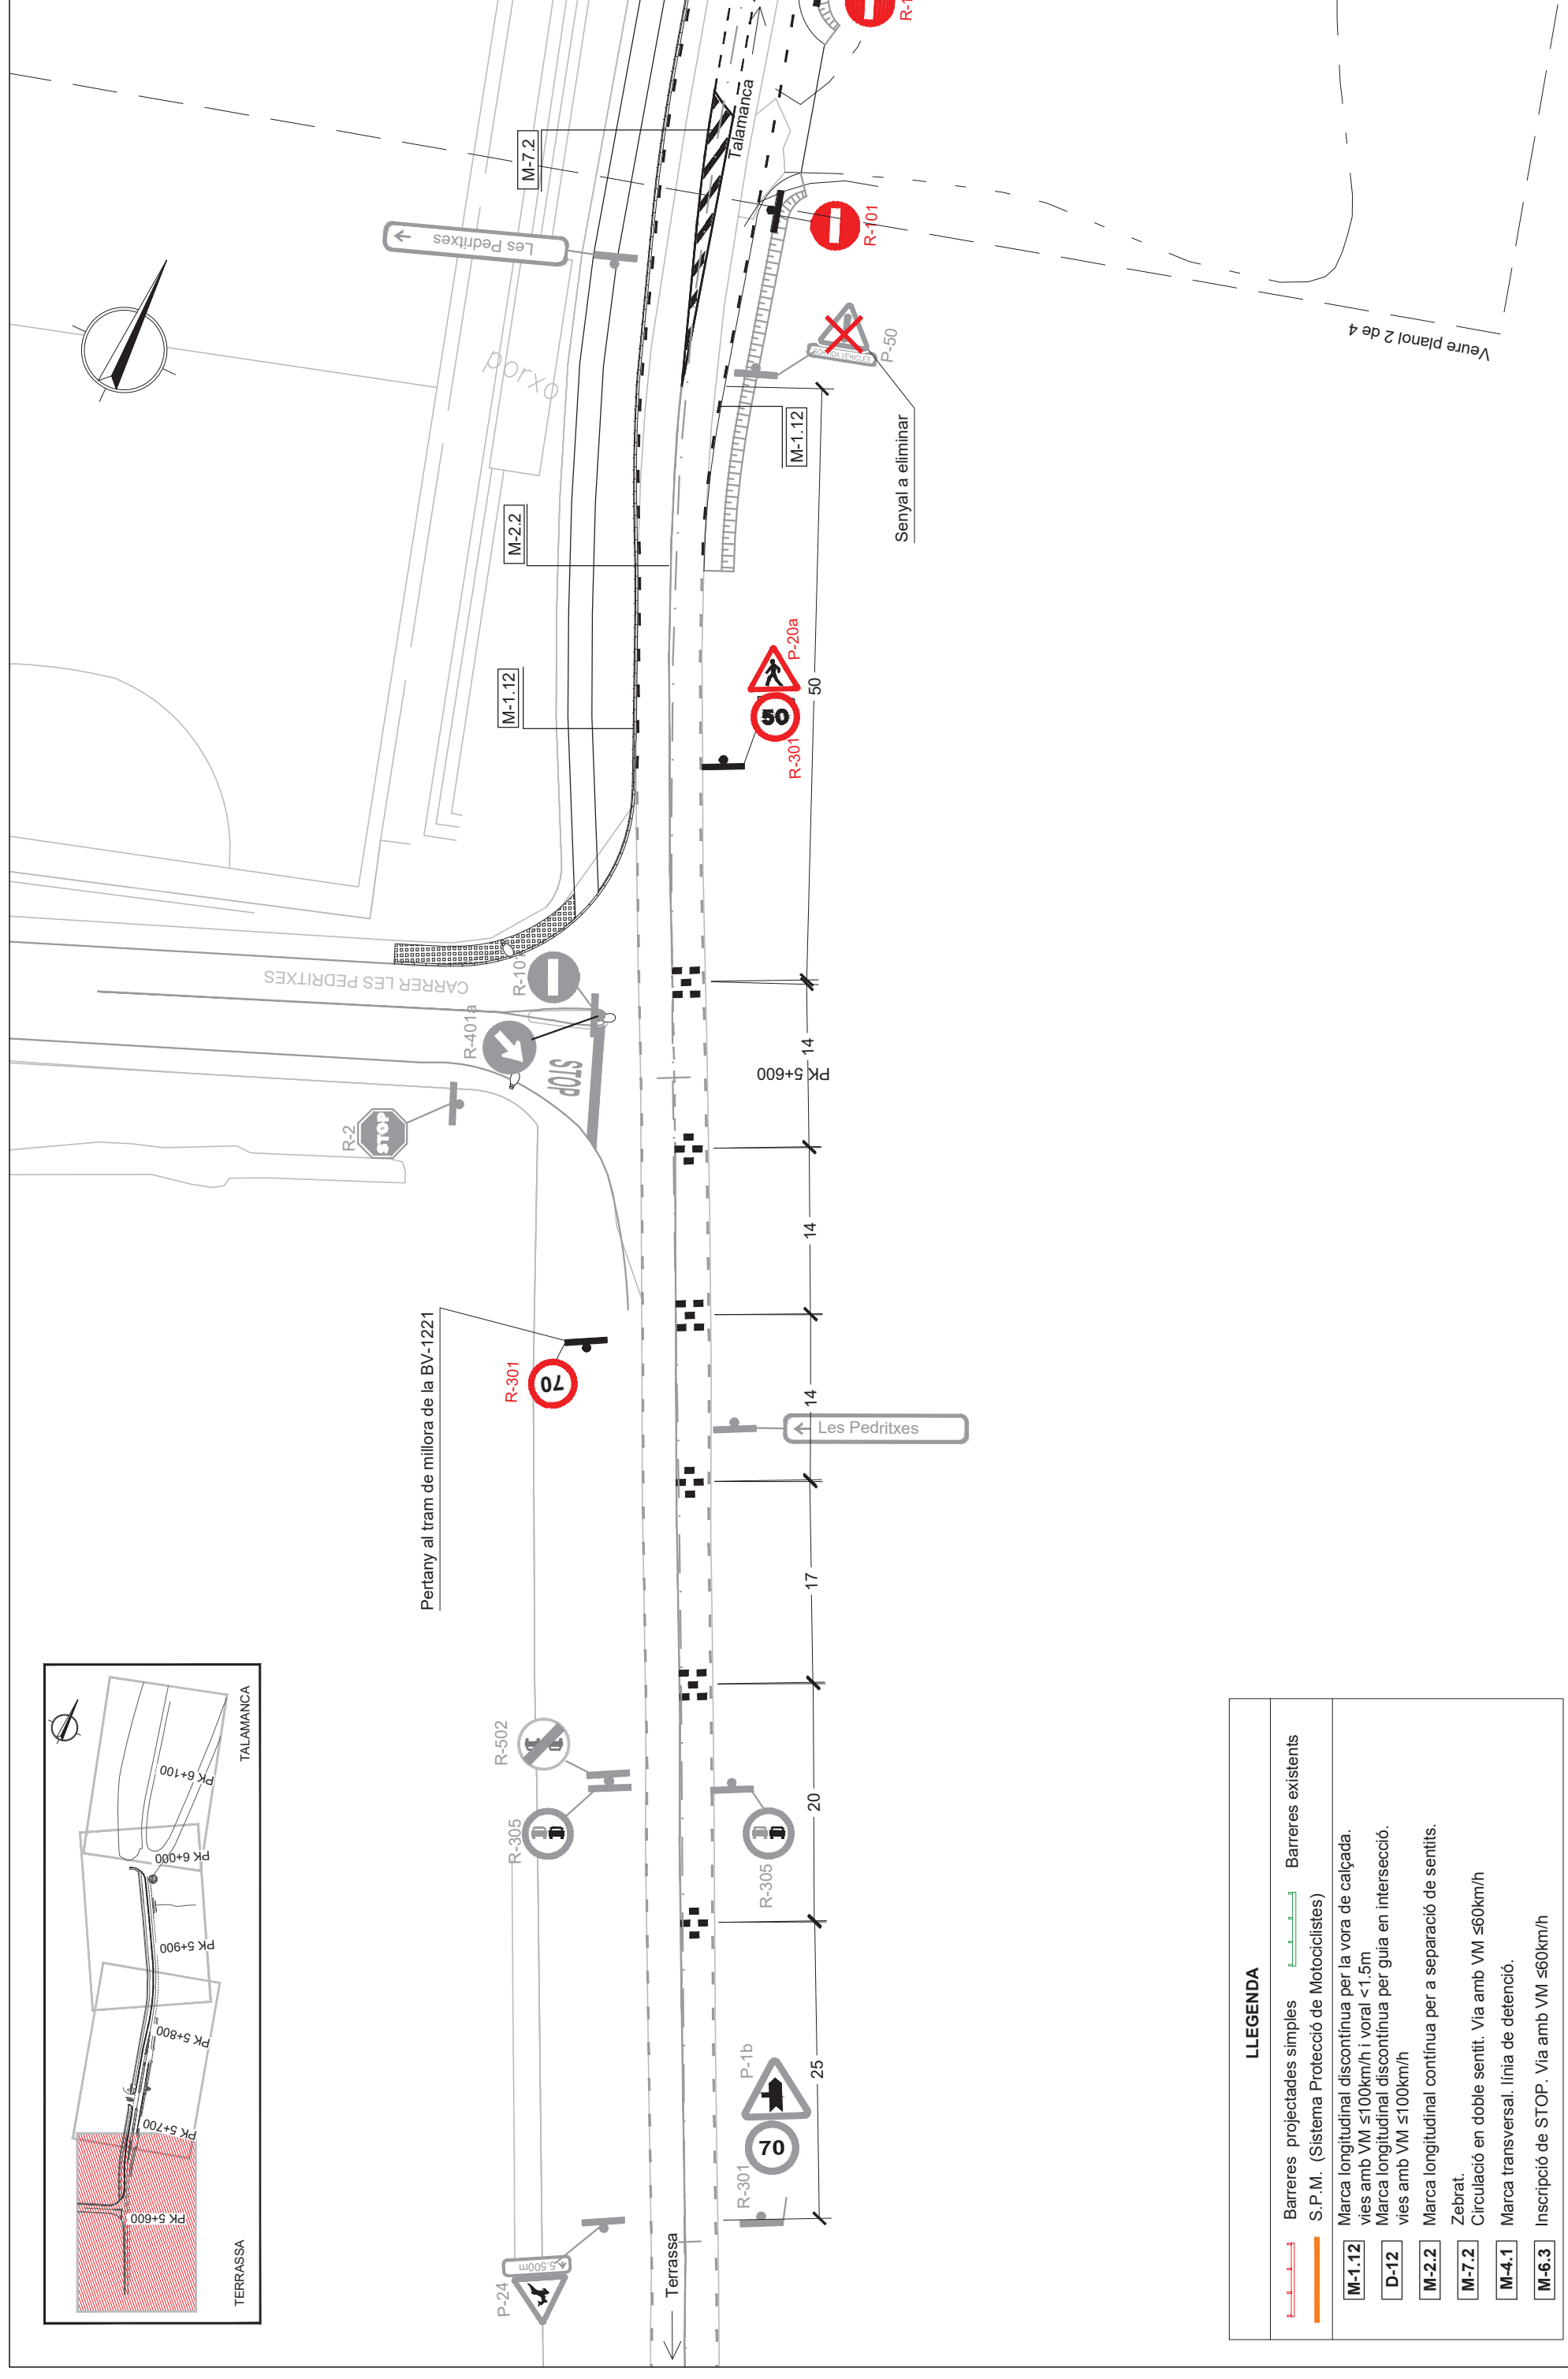 TERRASSA
TALAMANCA
PK 5+600
PK 5+700
PK 5+800
PK 5+900
PK 6+000
PK 6+100
P-24
5.500m
Terrassa
R-301
70
P-1b
25
R-305
R-502
R-305
20
17
14
14
14
50
Les Pedritxes
Pertany al tram de millora de la BV-1221
R-301
70
R-2
STOP
R-401a
STOP
CARRER LES PEDRITXES
PK 5+600
R-301
50
P-20a
M-1.12
M-2.2
M-1.12
porxo
Senyal a eliminar
P-50
Les Pedritxes
M-7.2
R-101
Talamanca
Veure planol 2 de 4
LLEGENDA
Barreres projectades simples
Barreres existents
S.P.M. (Sistema Protecció de Motociclistes)
M-1.12 Marca longitudinal discontínua per la vora de calçada.
vies amb VM ≤100km/h i voral <1.5m
D-12 Marca longitudinal discontínua per guia en intersecció.
vies amb VM ≤100km/h
M-2.2 Marca longitudinal contínua per a separació de sentits.
M-7.2 Zebrat.
Circulació en doble sentit. Via amb VM ≤60km/h
M-4.1 Marca transversal. línia de detenció.
M-6.3 Inscripció de STOP. Via amb VM ≤60km/h